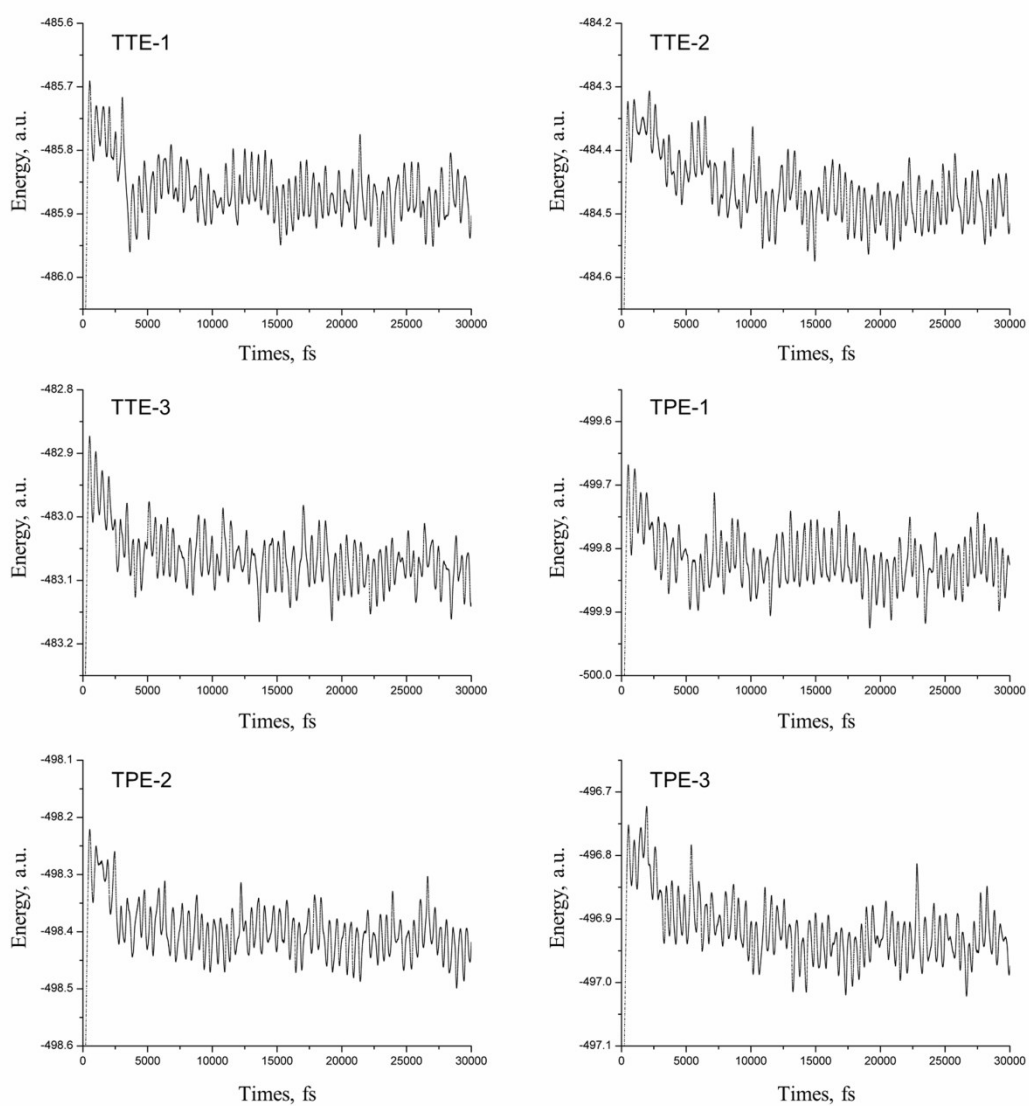 TTE-1
Energy, a.u.
-485.6
-485.7
-485.8
-485.9
-486.0
0 5000 10000 15000 20000 25000 30000
Times, fs
TTE-2
Energy, a.u.
-484.2
-484.3
-484.4
-484.5
-484.6
0 5000 10000 15000 20000 25000 30000
Times, fs
TTE-3
Energy, a.u.
-482.8
-482.9
-483.0
-483.1
-483.2
0 5000 10000 15000 20000 25000 30000
Times, fs
TPE-1
Energy, a.u.
-499.6
-499.7
-499.8
-499.9
-500.0
0 5000 10000 15000 20000 25000 30000
Times, fs
TPE-2
Energy, a.u.
-498.1
-498.2
-498.3
-498.4
-498.5
-498.6
0 5000 10000 15000 20000 25000 30000
Times, fs
TPE-3
Energy, a.u.
-496.7
-496.8
-496.9
-497.0
-497.1
0 5000 10000 15000 20000 25000 30000
Times, fs